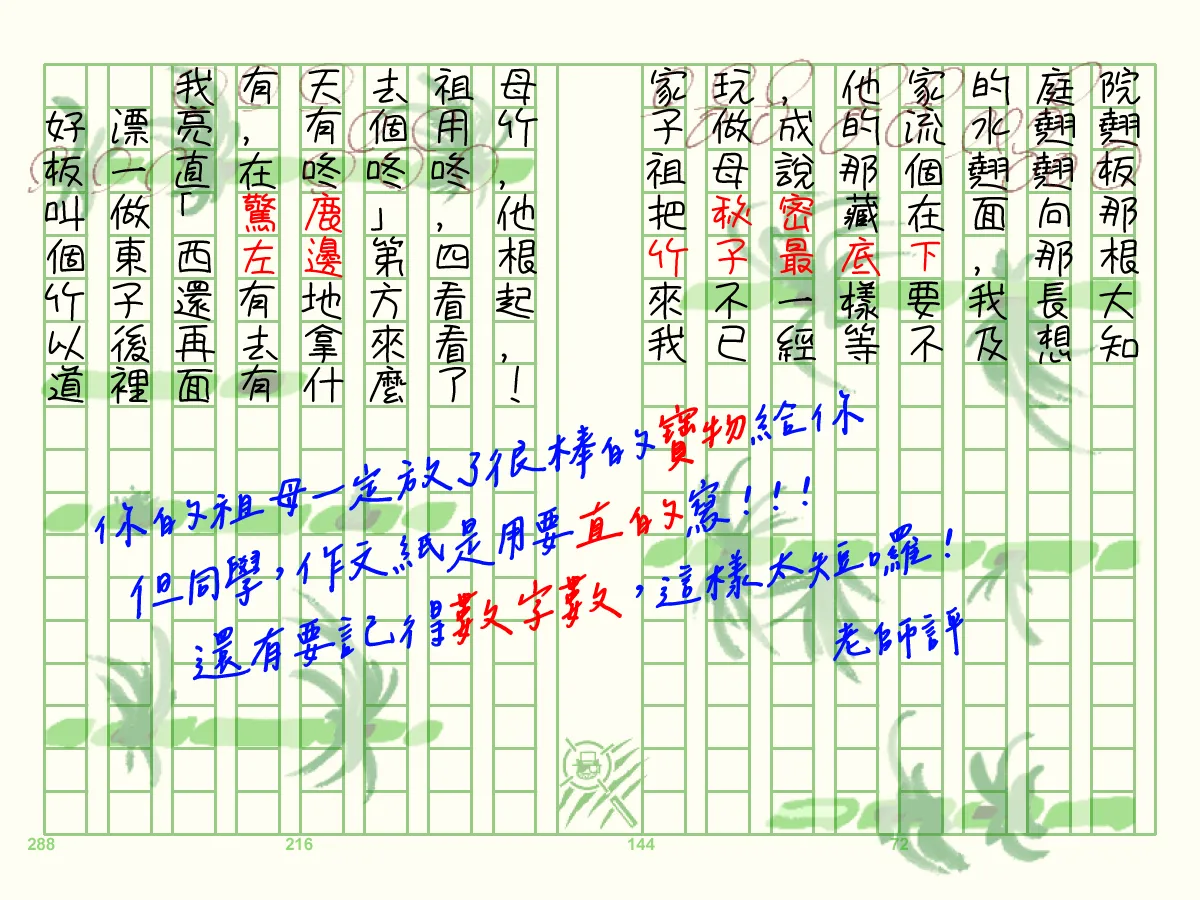 我有天去祖母家玩，他家的庭院
好漂亮，有個用竹子做成的流水翹翹
板一直在咚咚咚，祖母說那個翹翹板
叫做「驚鹿」，他把秘密藏在面向那
個東西左邊第四根竹子最底下，那根
竹子還有地方看起來不一樣要我長大
以後再去拿來看，我已經等不及想知
道裡面有什麼了！
你的祖母一定放了很棒的寶物給你
但同學，作文紙是用要直的寫！！！
還有要記得數字數，這樣太短囉！
老師評
288
216
144
72